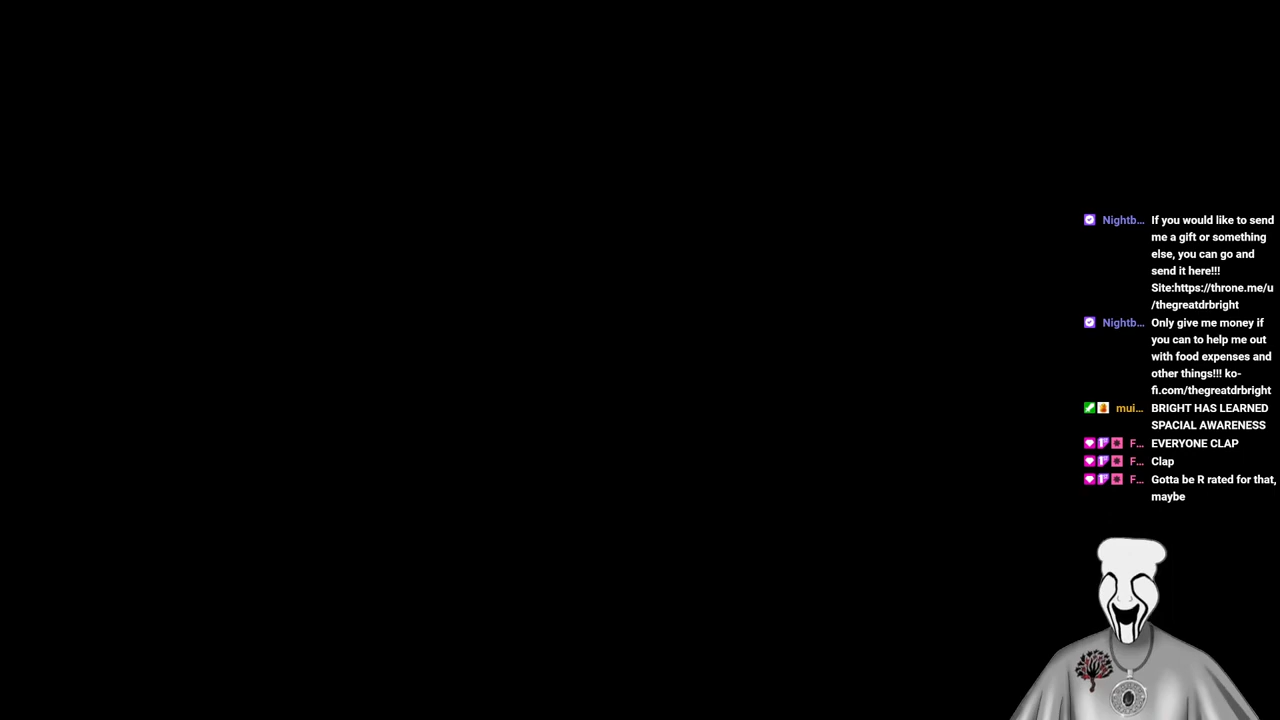 Nightb... If you would like to send
me a gift or something
else, you can go and
send it here!!!
Site:https://throne.me/u
/thegreatdrbright
Nightb... Only give me money if
you can to help me out
with food expenses and
other things!!! ko-
fi.com/thegreatdrbright
mui... BRIGHT HAS LEARNED
SPACIAL AWARENESS
F... EVERYONE CLAP
F... Clap
F... Gotta be R rated for that,
maybe